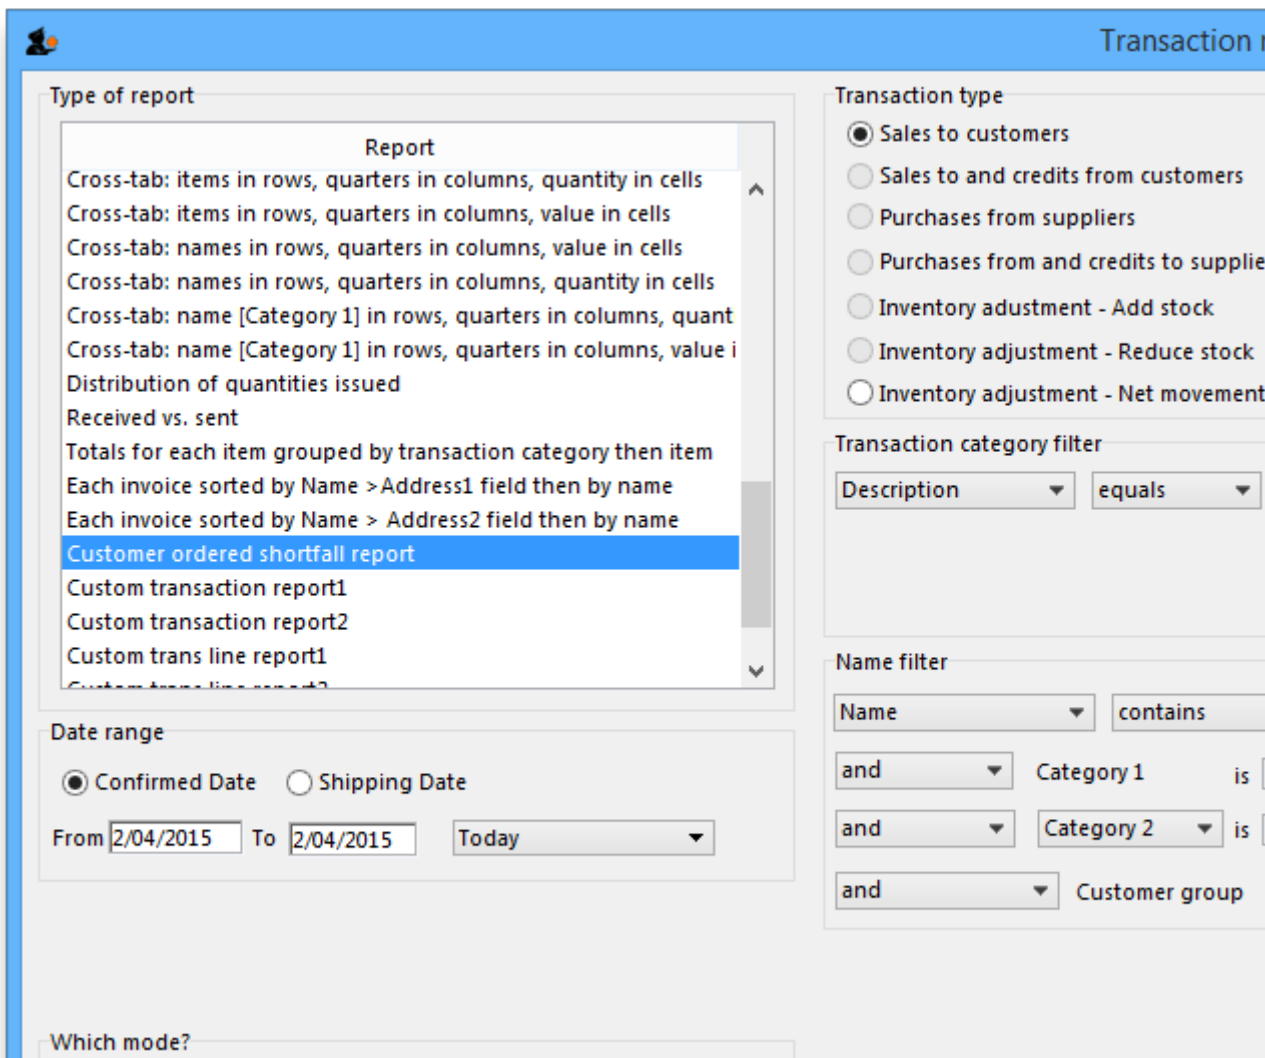 Transaction
Type of report
Report
Cross-tab: items in rows, quarters in columns, quantity in cells
Cross-tab: items in rows, quarters in columns, value in cells
Cross-tab: names in rows, quarters in columns, value in cells
Cross-tab: names in rows, quarters in columns, quantity in cells
Cross-tab: name [Category 1] in rows, quarters in columns, quant
Cross-tab: name [Category 1] in rows, quarters in columns, value i
Distribution of quantities issued
Received vs. sent
Totals for each item grouped by transaction category then item
Each invoice sorted by Name >Address1 field then by name
Each invoice sorted by Name > Address2 field then by name
Customer ordered shortfall report
Custom transaction report1
Custom transaction report2
Custom trans line report1
Date range
Confirmed Date Shipping Date
From 2/04/2015 To 2/04/2015 Today
Which mode?
Transaction type
Sales to customers
Sales to and credits from customers
Purchases from suppliers
Purchases from and credits to supplie
Inventory adustment - Add stock
Inventory adjustment - Reduce stock
Inventory adjustment - Net movement
Transaction category filter
Description equals
Name filter
Name contains
and Category 1 is
and Category 2 is
and Customer group